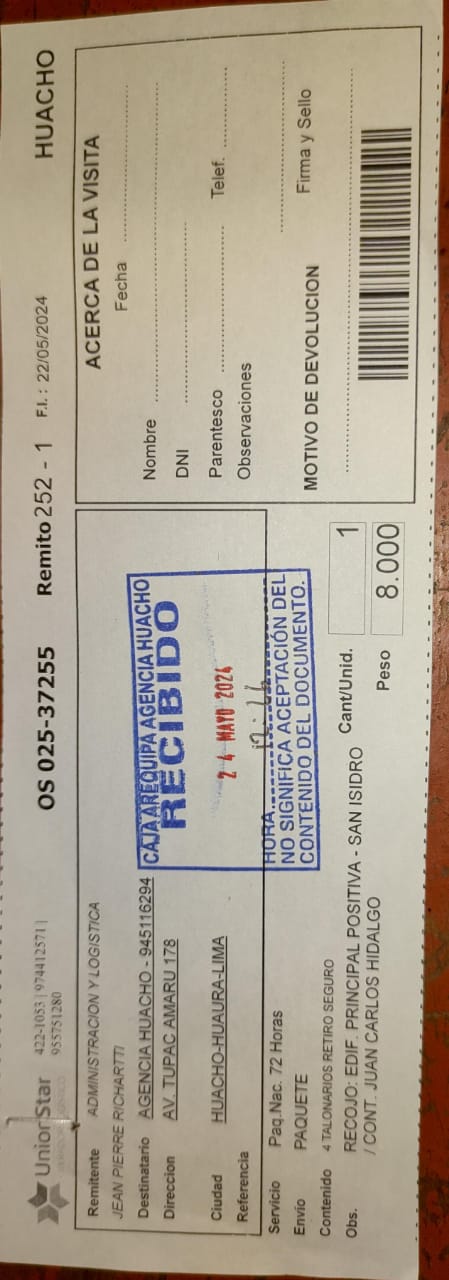 Union Star
422-1053 | 974412571 |
955751280
OS 025-37255
Remito 252 - 1
F.I. : 22/05/2024
HUACHO
Remitente ADMINISTRACION Y LOGISTICA
JEAN PIERRE RICHARTTI
Destinatario AGENCIA HUACHO - 945116294
Direccion AV. TUPAC AMARU 178
Ciudad HUACHO-HUAURA-LIMA
Referencia
Servicio Paq.Nac. 72 Horas
Envio PAQUETE
Contenido 4 TALONARIOS RETIRO SEGURO
Obs. RECOJO: EDIF. PRINCIPAL POSITIVA - SAN ISIDRO
/ CONT. JUAN CARLOS HIDALGO
Cant/Unid. 1
Peso 8.000
CAJA AREQUIPA AGENCIA HUACHO
RECIBIDO
24 MAYO 2024
HORA
NO SIGNIFICA ACEPTACIÓN DEL
CONTENIDO DEL DOCUMENTO.
ACERCA DE LA VISITA
Fecha
Nombre
DNI
Parentesco Telef.
Observaciones
MOTIVO DE DEVOLUCION Firma y Sello